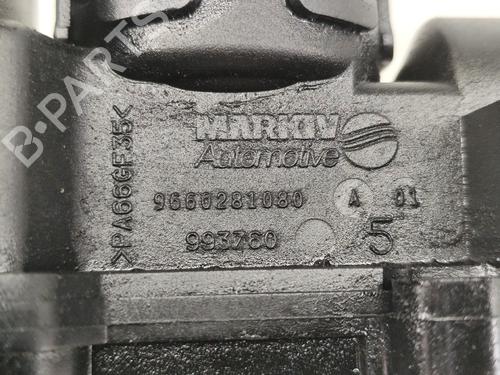 MARKIV
Automotive
>PA66GF35<
9660281080 A 01
993760 5
B-PARTS